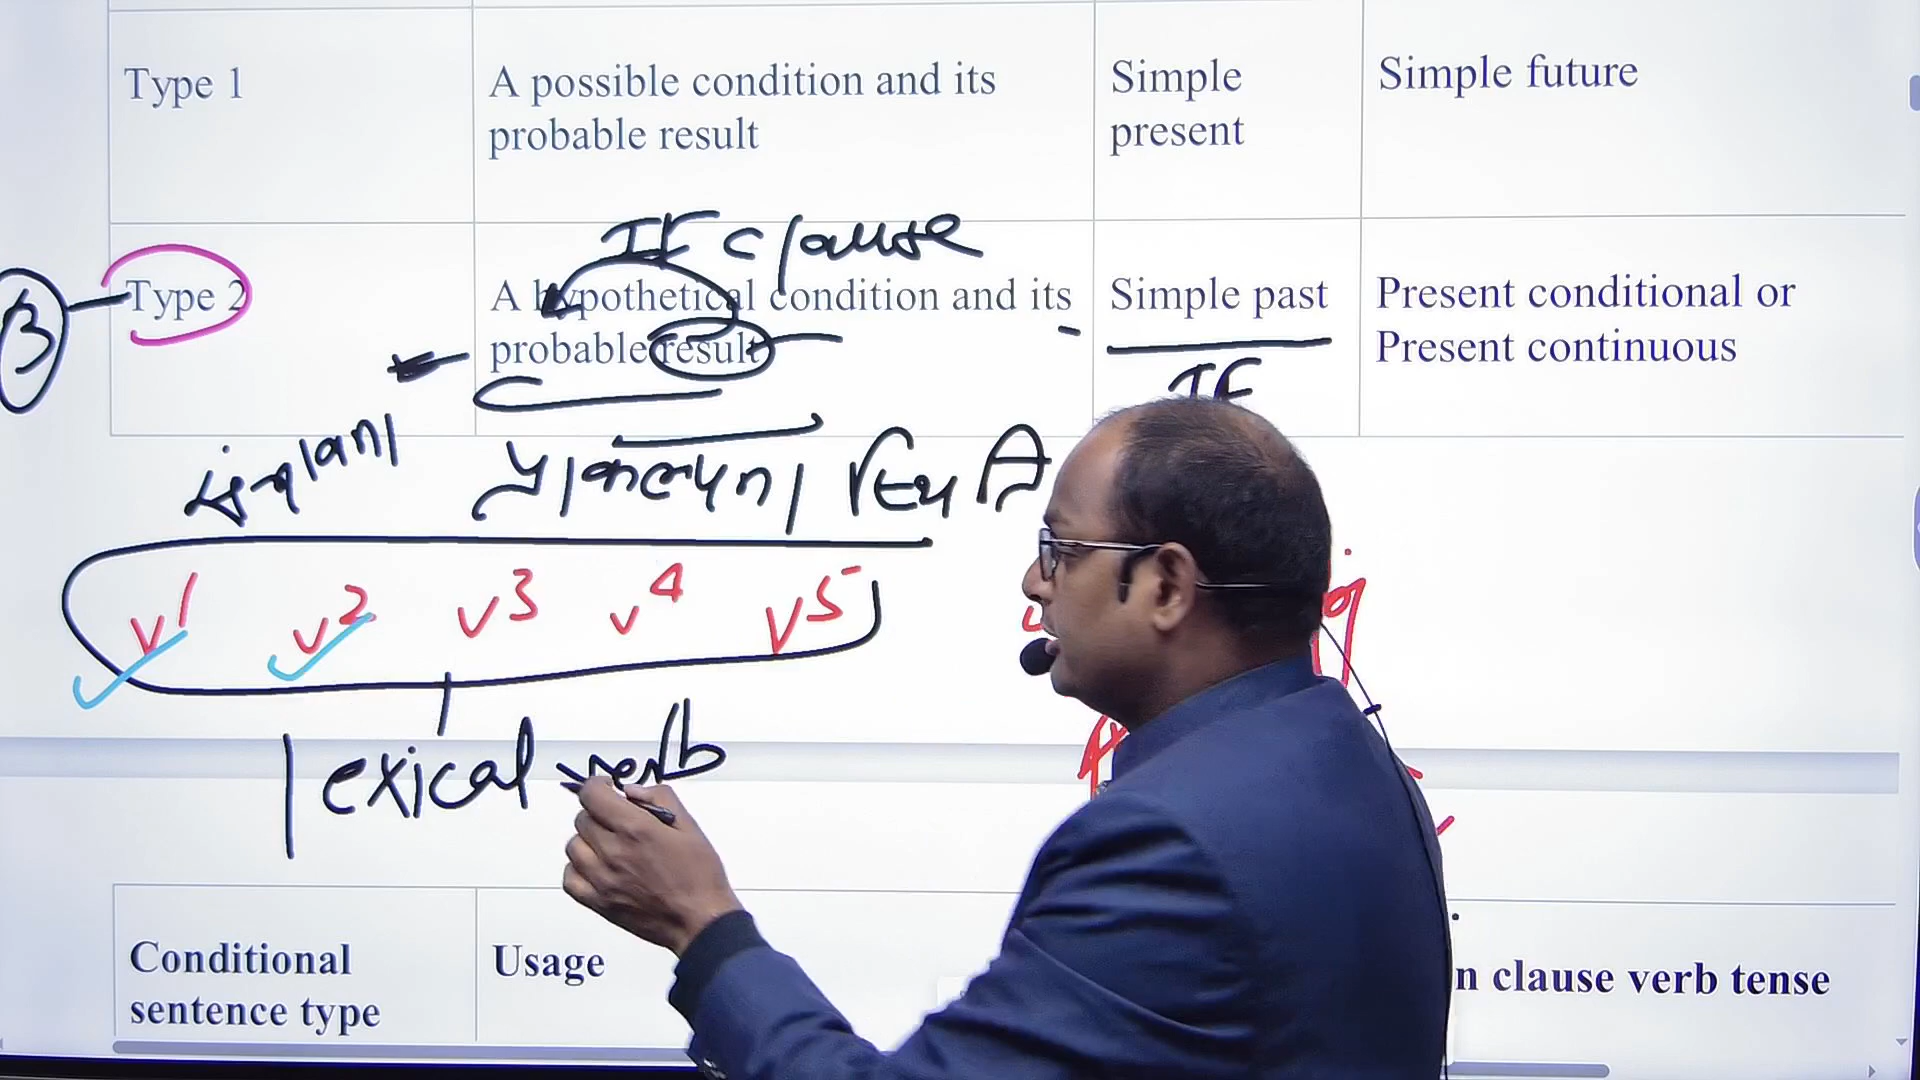 Type 1
A possible condition and its
probable result
Simple
present
Simple future
IF clause
B
Type 2
A hypothetical condition and its
probable result
Simple past
IF
Present conditional or
Present continuous
V1 V2 V3 V4 V5
lexical verb
Conditional
sentence type
Usage
n clause verb tense